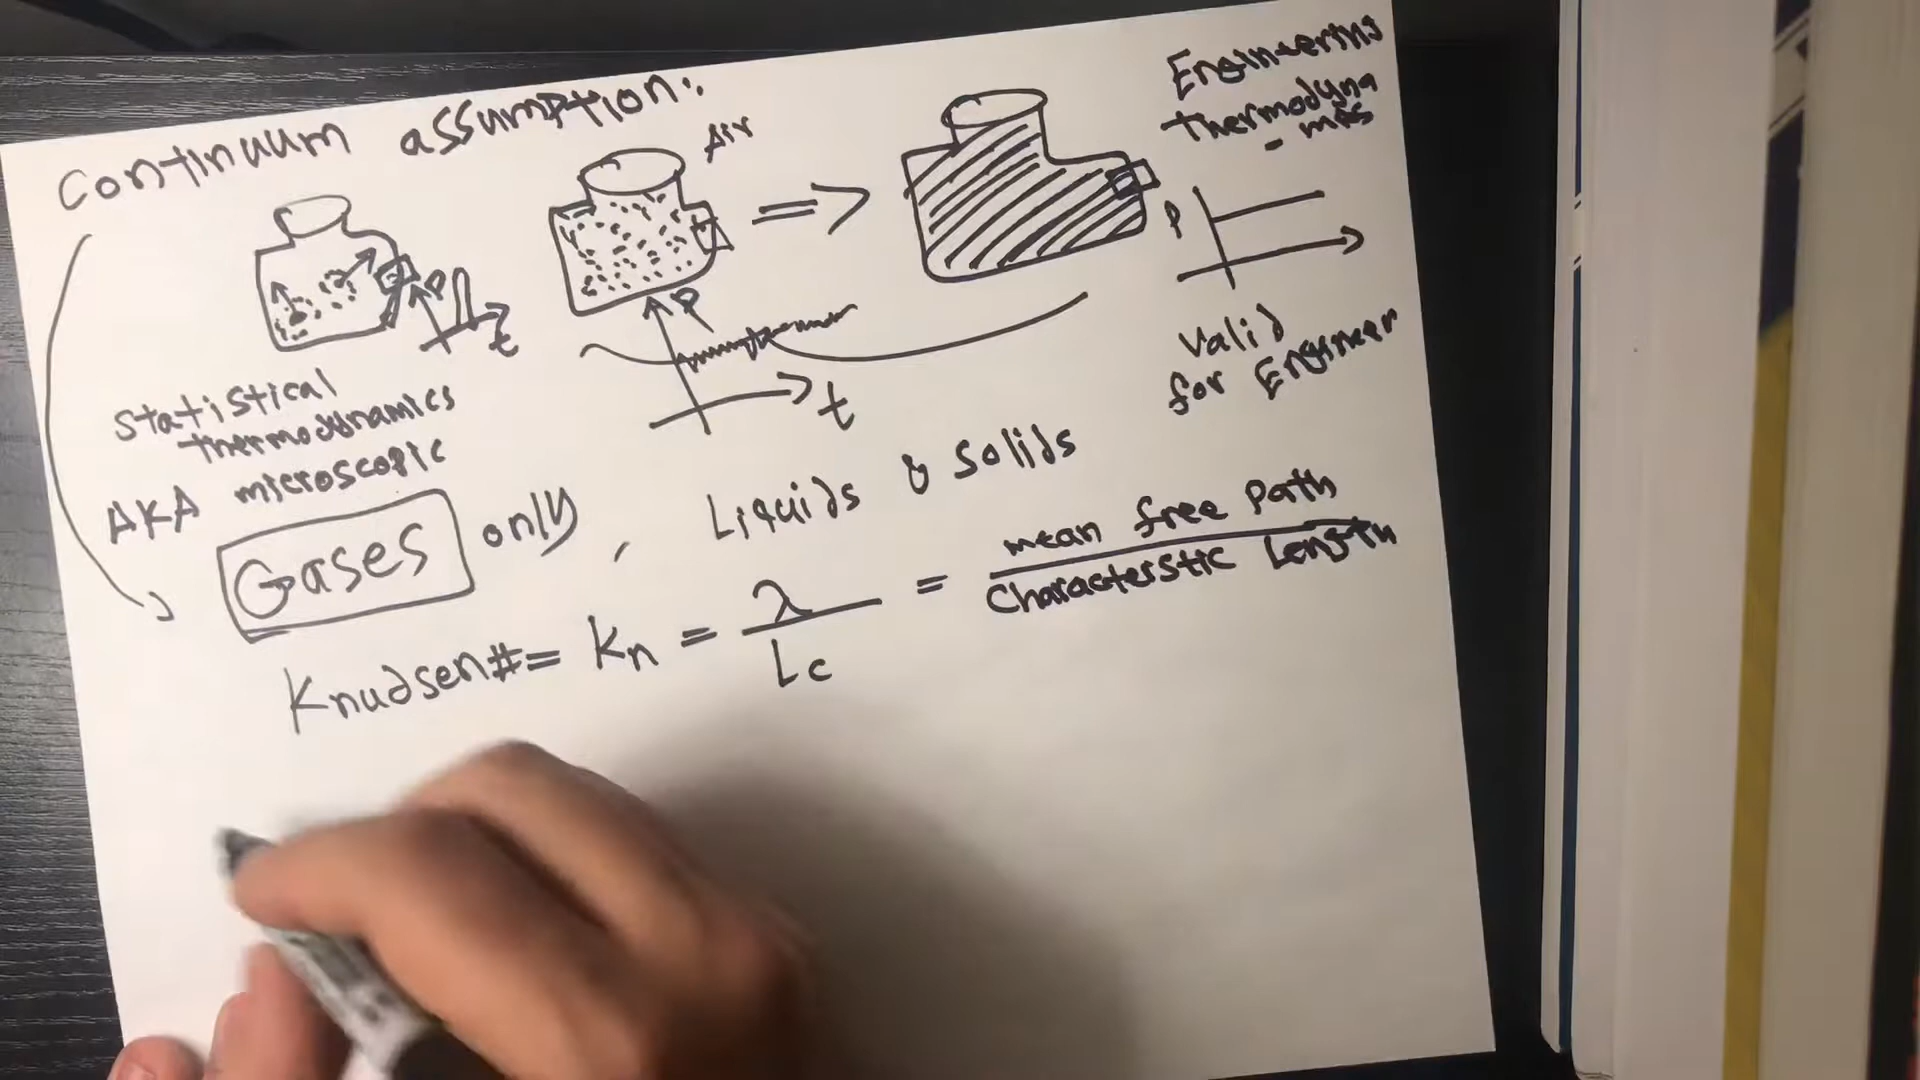 Continuum assumption:
Air
P
t
P
t
Engineering
thermodyna
- mics
P
Valid
for Engineer
Statistical
thermodynamics
AKA microscopic
Gases only, Liquids & Solids
Knudsen# = Kn = λ / Lc = mean free Path / Characterstic Length